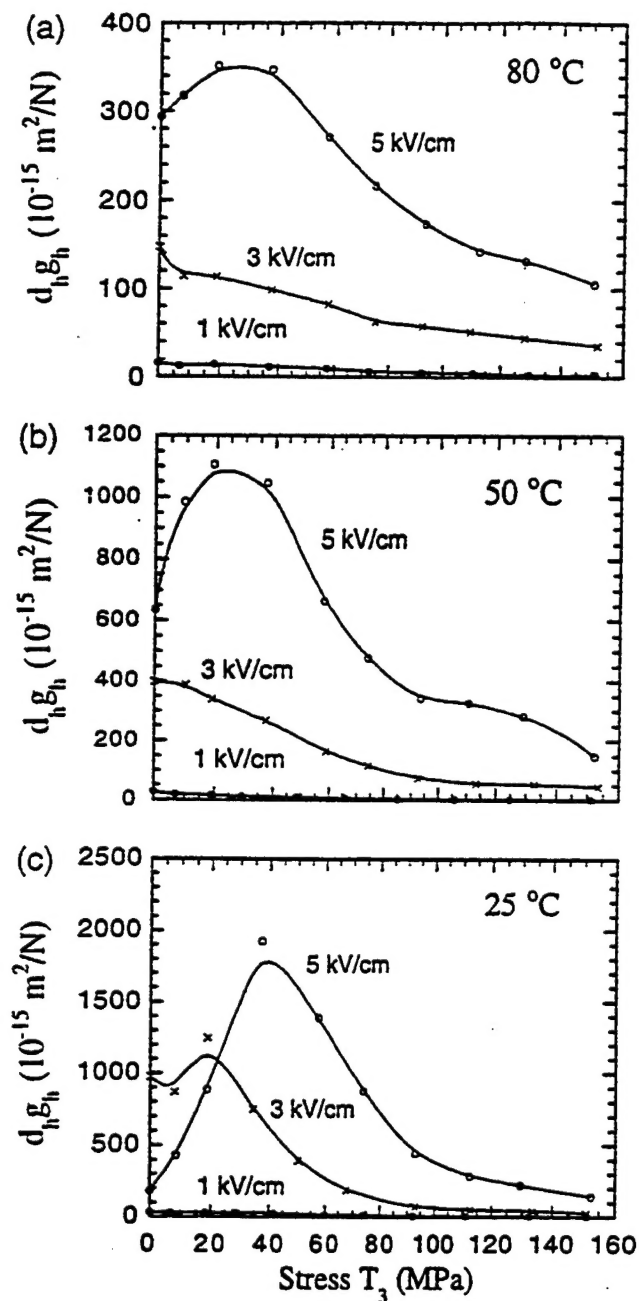 (a)
400
300
200
100
0
d_h g_h (10^-15 m^2/N)
80 °C
5 kV/cm
3 kV/cm
1 kV/cm
(b)
1200
1000
800
600
400
200
0
d_h g_h (10^-15 m^2/N)
50 °C
5 kV/cm
3 kV/cm
1 kV/cm
(c)
2500
2000
1500
1000
500
0
d_h g_h (10^-15 m^2/N)
25 °C
5 kV/cm
3 kV/cm
1 kV/cm
0 20 40 60 80 100 120 140 160
Stress T_3 (MPa)